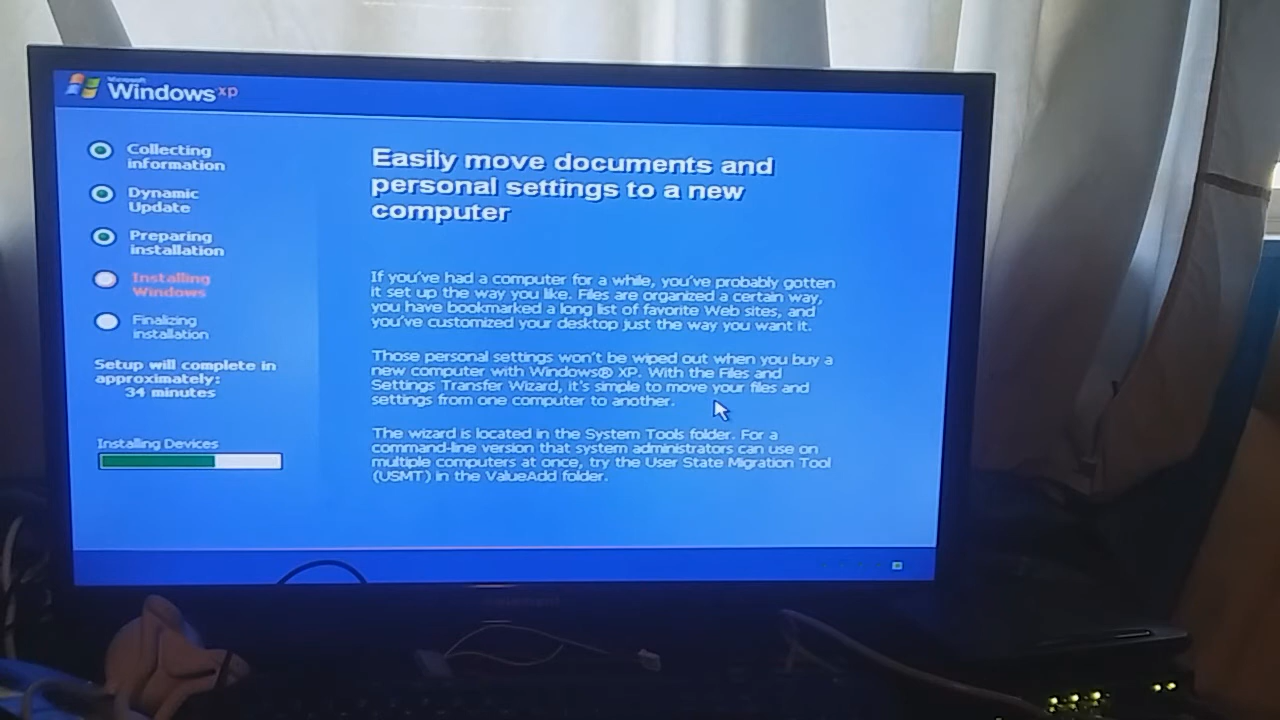 Microsoft
Windows xp
Collecting
information
Dynamic
Update
Preparing
installation
Installing
Windows
Finalizing
installation
Setup will complete in
approximately:
34 minutes
Installing Devices
Easily move documents and
personal settings to a new
computer
If you've had a computer for a while, you've probably gotten
it set up the way you like. Files are organized a certain way,
you have bookmarked a long list of favorite Web sites, and
you've customized your desktop just the way you want it.
Those personal settings won't be wiped out when you buy a
new computer with Windows® XP. With the Files and
Settings Transfer Wizard, it's simple to move your files and
settings from one computer to another.
The wizard is located in the System Tools folder. For a
command-line version that system administrators can use on
multiple computers at once, try the User State Migration Tool
(USMT) in the ValueAdd folder.